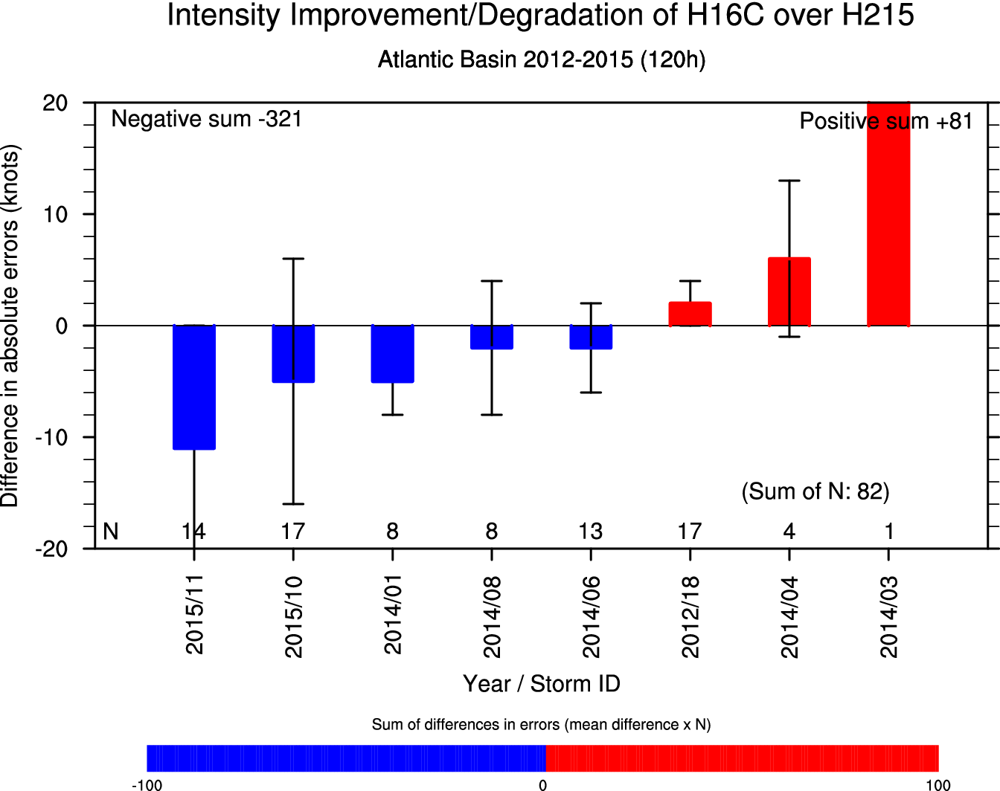 Intensity Improvement/Degradation of H16C over H215
Atlantic Basin 2012-2015 (120h)
Difference in absolute errors (knots)
20
10
0
-10
-20
Negative sum -321
Positive sum +81
(Sum of N: 82)
N 14 17 8 8 13 17 4 1
2015/11 2015/10 2014/01 2014/08 2014/06 2012/18 2014/04 2014/03
Year / Storm ID
Sum of differences in errors (mean difference x N)
-100 0 100